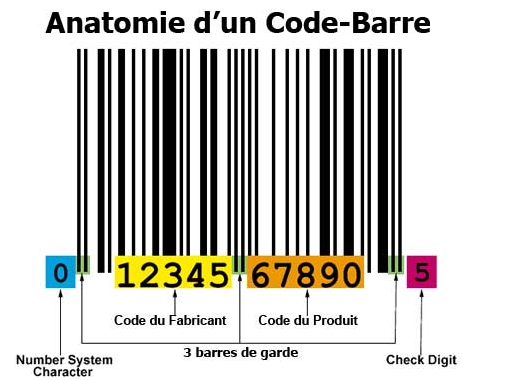 Anatomie d’un Code-Barre
0 12345 67890 5
Code du Fabricant Code du Produit
3 barres de garde
Number System
Character
Check Digit